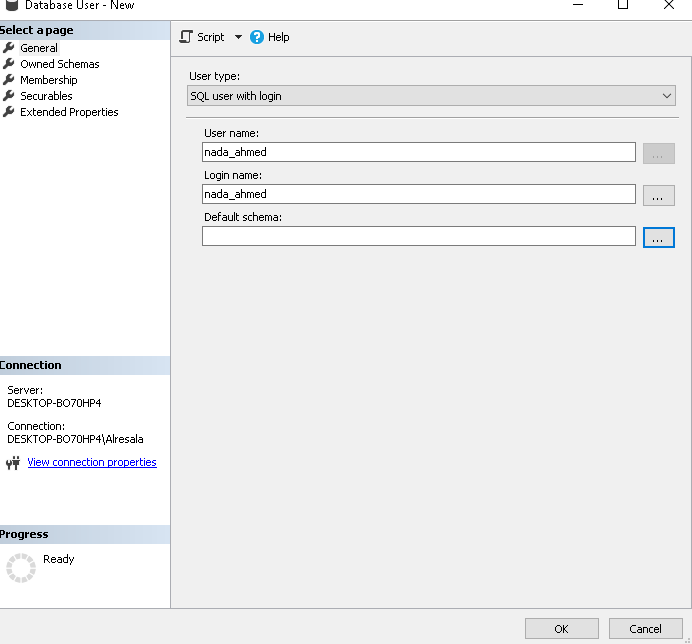 Database User - New
Select a page
General
Owned Schemas
Membership
Securables
Extended Properties
Script
Help
User type:
SQL user with login
User name:
nada_ahmed
...
Login name:
nada_ahmed
...
Default schema:
...
Connection
Server:
DESKTOP-BO70HP4
Connection:
DESKTOP-BO70HP4\Alresala
View connection properties
Progress
Ready
OK
Cancel